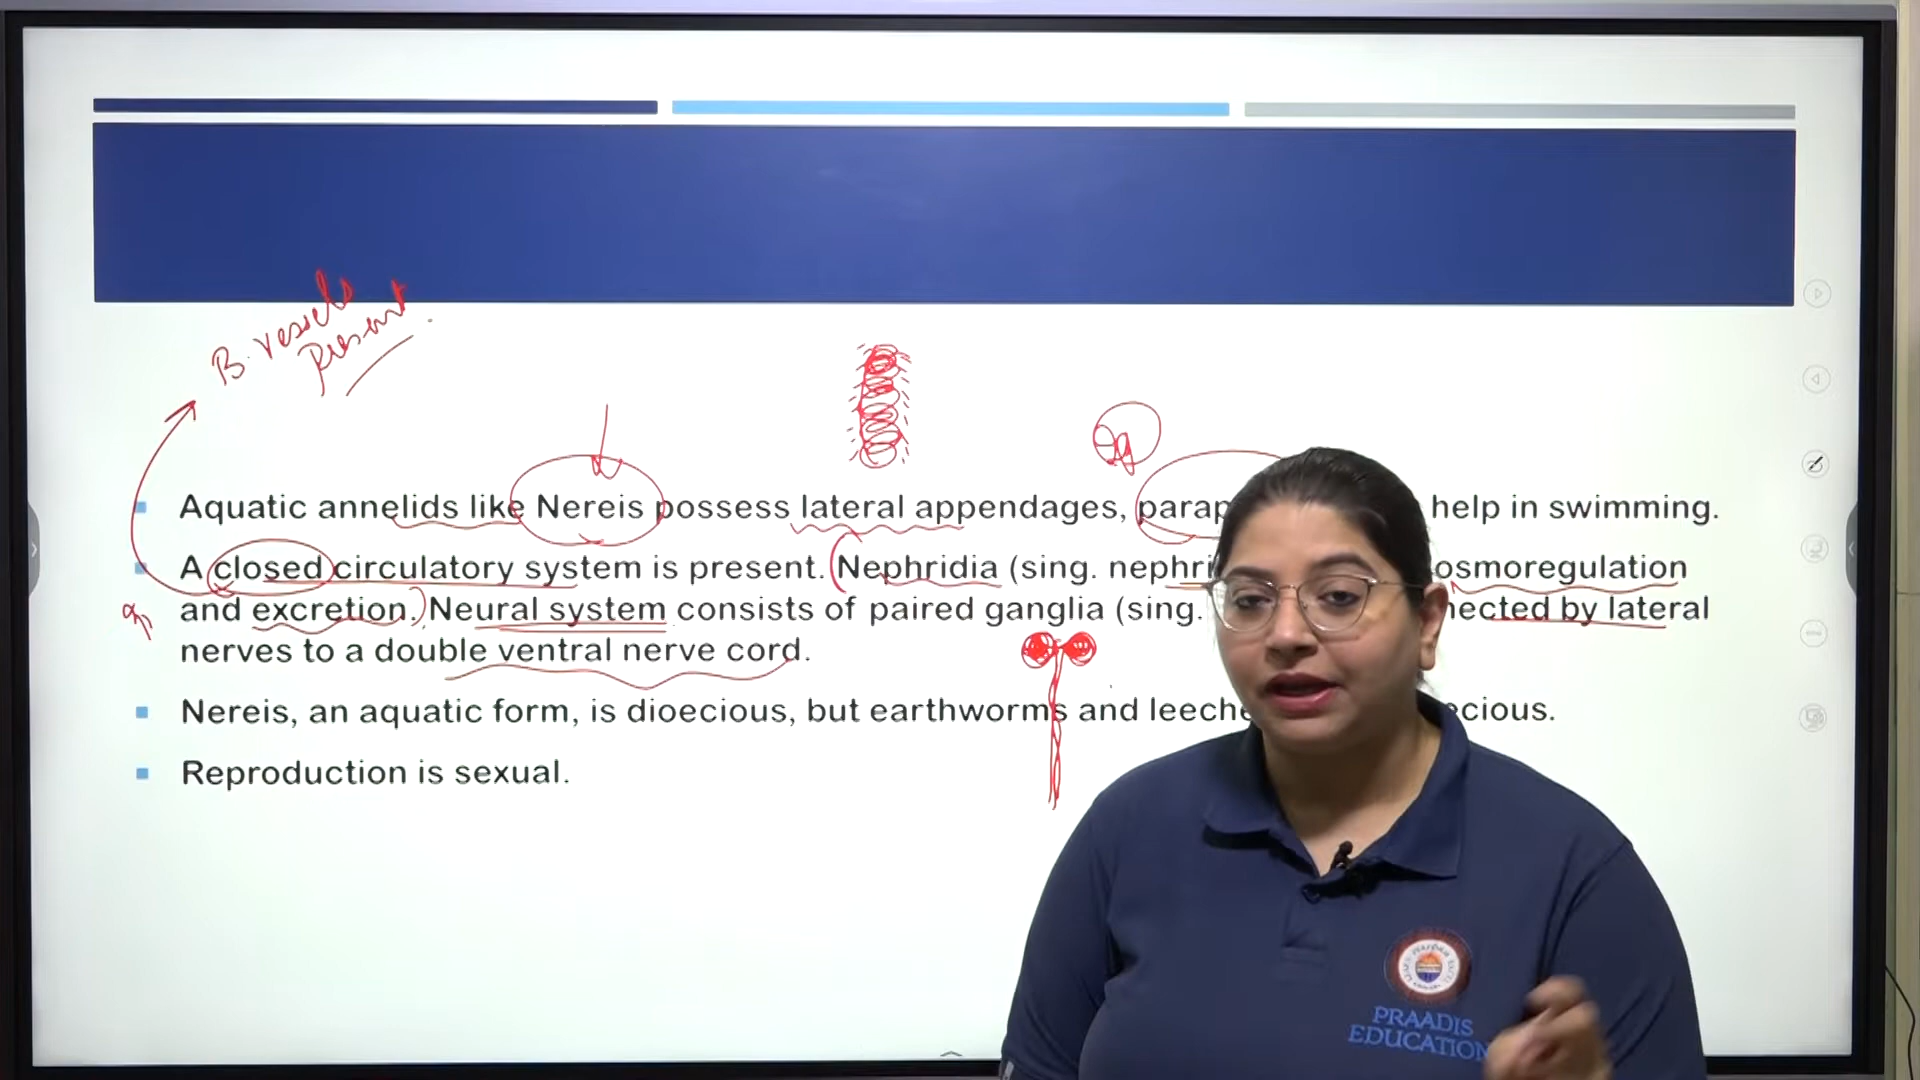 B. vessels
present.
Aquatic annelids like Nereis possess lateral appendages, parap help in swimming.
A closed circulatory system is present. Nephridia (sing. nephri osmoregulation
and excretion. Neural system consists of paired ganglia (sing. nected by lateral
nerves to a double ventral nerve cord.
Nereis, an aquatic form, is dioecious, but earthworms and leeche ecious.
Reproduction is sexual.
PRAADIS
EDUCATION